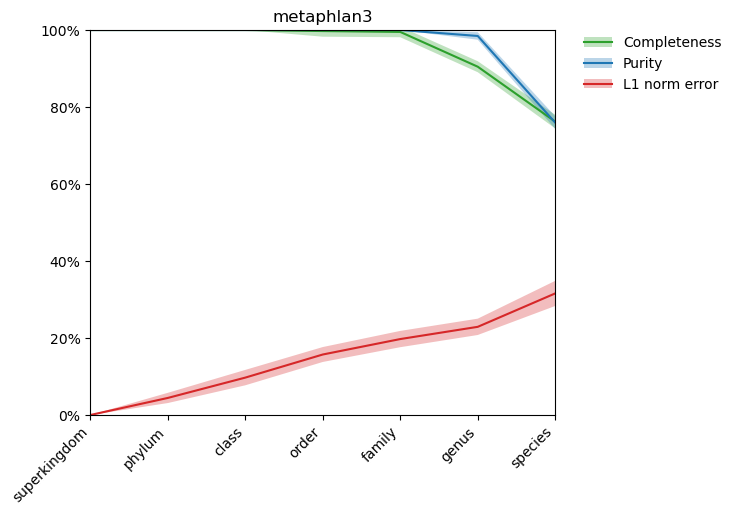 metaphlan3
100%
80%
60%
40%
20%
0%
superkingdom
phylum
class
order
family
genus
species
Completeness
Purity
L1 norm error